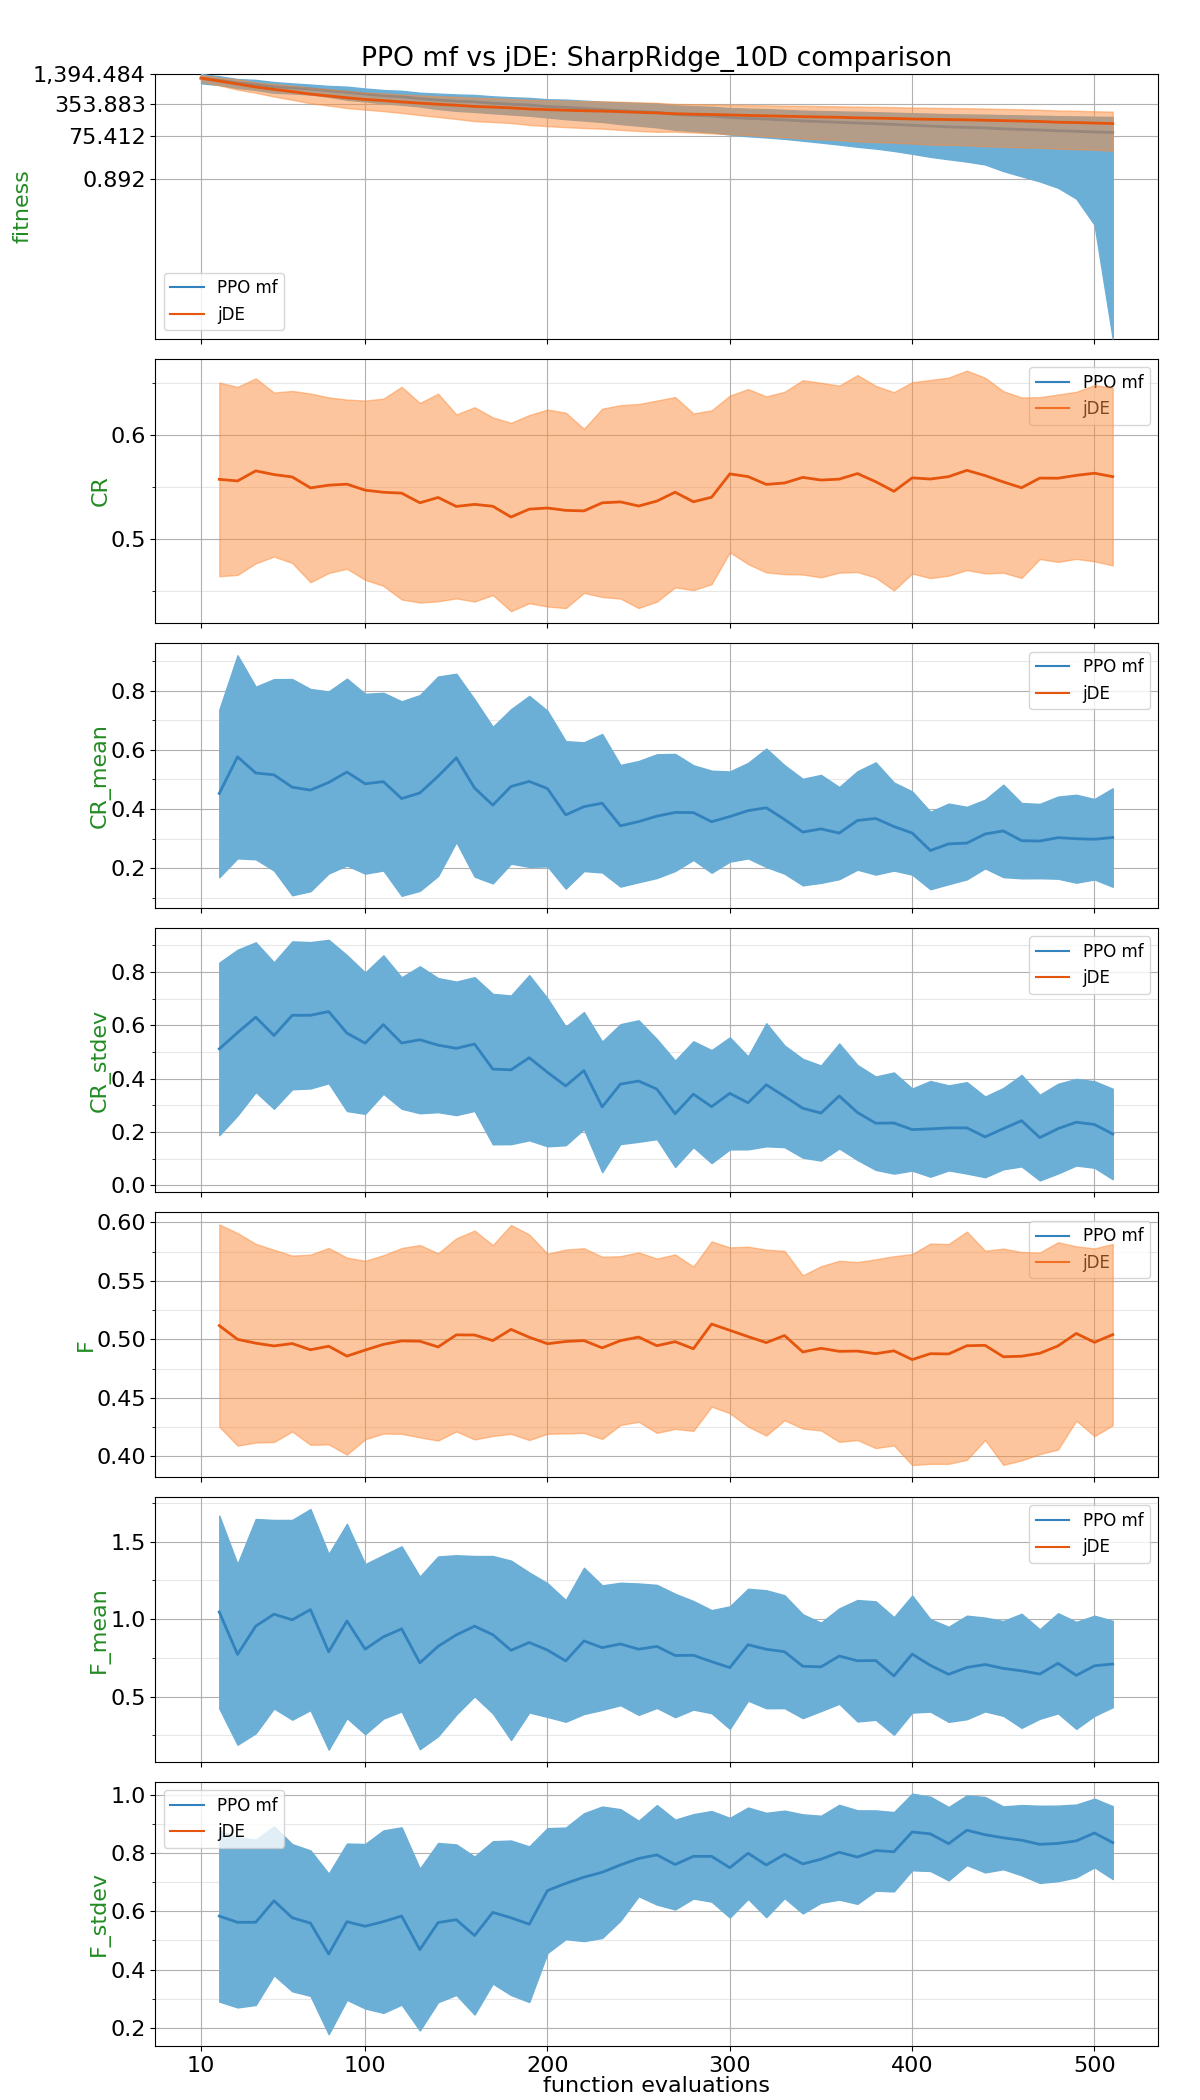 PPO mf vs jDE: SharpRidge_10D comparison
1,394.484
353.883
75.412
0.892
fitness
PPO mf
jDE
0.6
0.5
CR
PPO mf
jDE
0.8
0.6
0.4
0.2
CR_mean
PPO mf
jDE
0.8
0.6
0.4
0.2
0.0
CR_stdev
PPO mf
jDE
0.60
0.55
0.50
0.45
0.40
F
PPO mf
jDE
1.5
1.0
0.5
F_mean
PPO mf
jDE
1.0
0.8
0.6
0.4
0.2
F_stdev
PPO mf
jDE
10 100 200 300 400 500
function evaluations